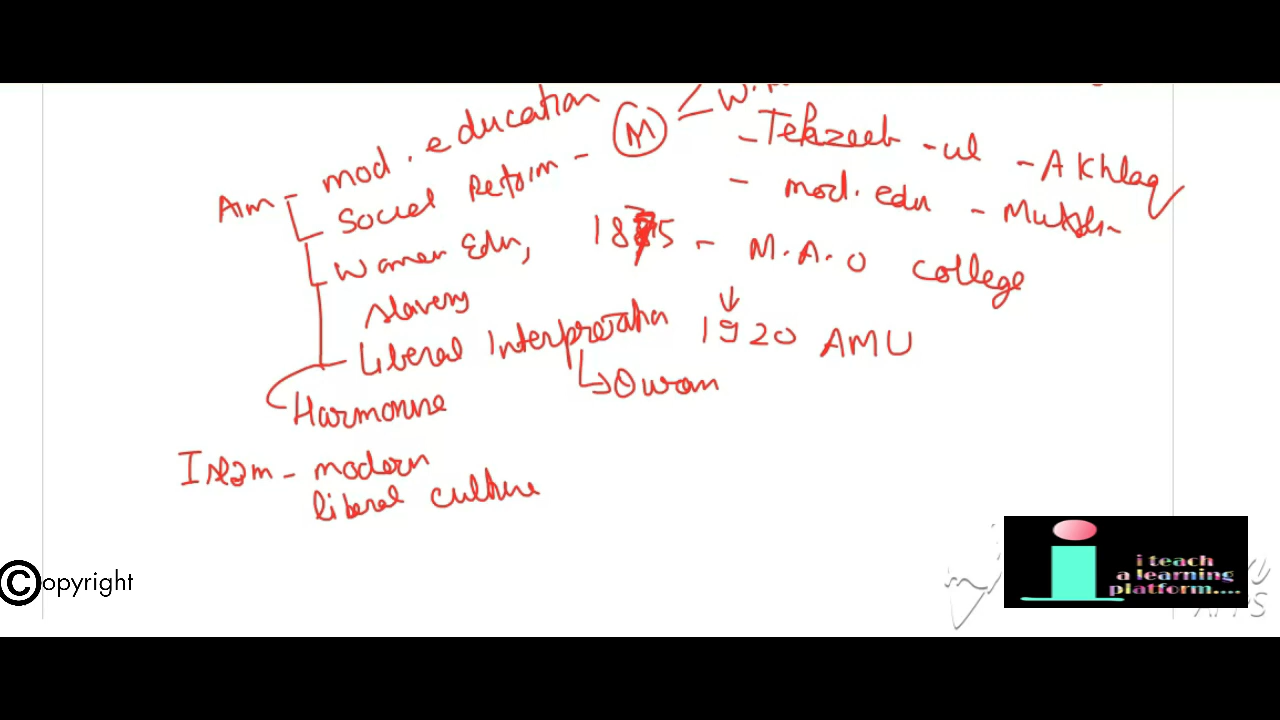 mod. education
Aim - Social Reform - M
Women Edu,
slavery
Liberal Interpretation
Harmonise
Islam - modern
liberal culture
- Tehzeeb - ul - Akhlaq
- mod. edu -
1875 - M.A.O college
1920 AMU
Quran
Copyright
i teach
a learning
platform....